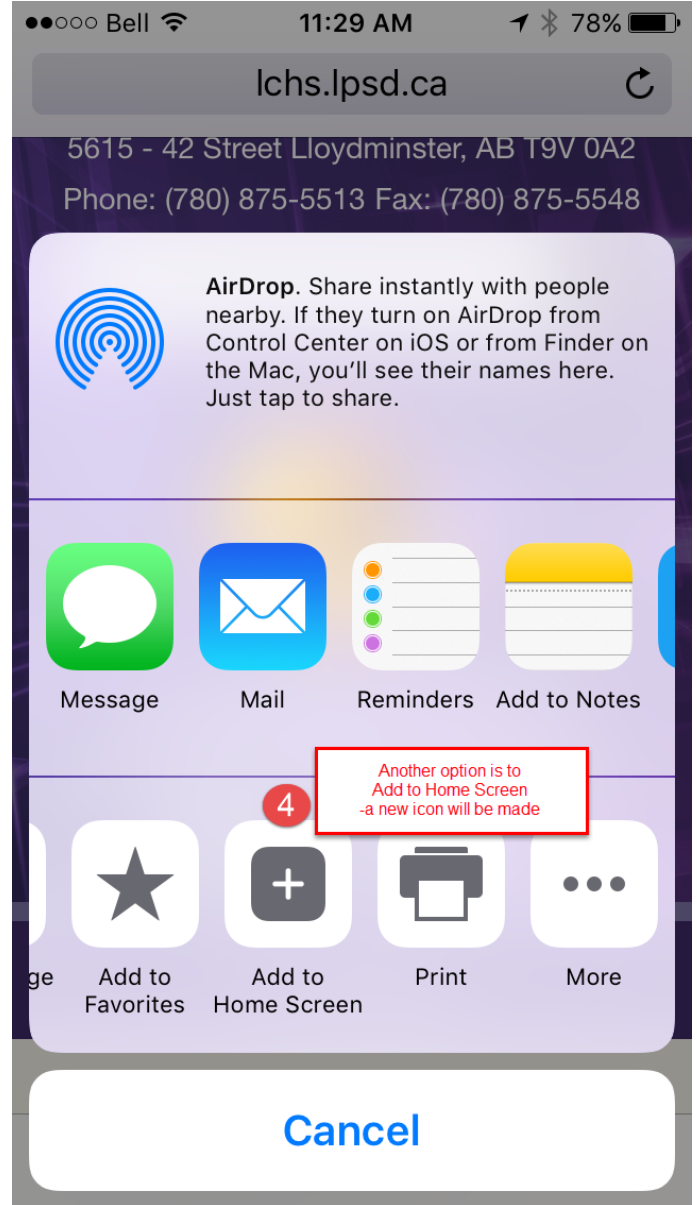 Bell 11:29 AM 78%
lchs.lpsd.ca
5615 - 42 Street Lloydminster, AB T9V 0A2
Phone: (780) 875-5513 Fax: (780) 875-5548
AirDrop. Share instantly with people
nearby. If they turn on AirDrop from
Control Center on iOS or from Finder on
the Mac, you’ll see their names here.
Just tap to share.
Message Mail Reminders Add to Notes
4
Another option is to
Add to Home Screen
-a new icon will be made
ge Add to Favorites Add to Home Screen Print More
Cancel